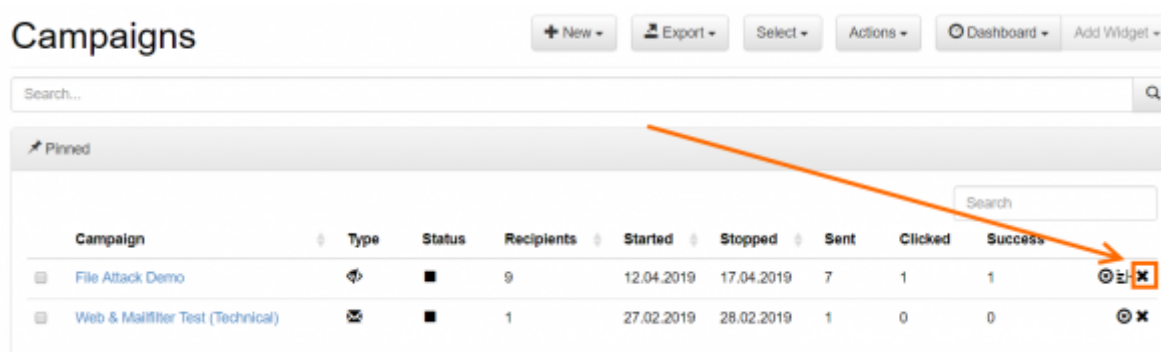 Campaigns
New Export Select Actions Dashboard Add Widget
Search...
Pinned
Search
Campaign Type Status Recipients Started Stopped Sent Clicked Success
File Attack Demo 9 12.04.2019 17.04.2019 7 1 1
Web & Mailfilter Test (Technical) 1 27.02.2019 28.02.2019 1 0 0